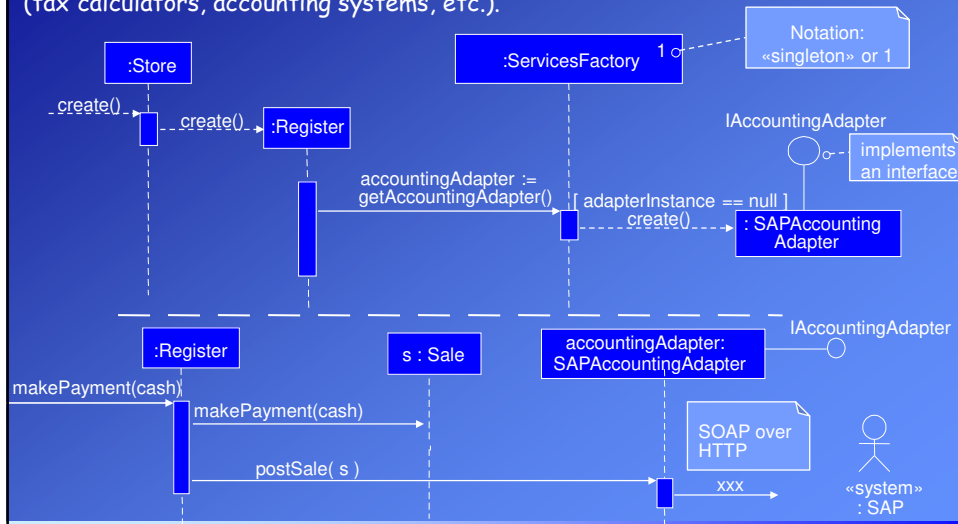 (tax calculators, accounting systems, etc.).
:Store
:ServicesFactory
1
Notation:
«singleton» or 1
create()
create()
:Register
IAccountingAdapter
implements
an interface
accountingAdapter :=
getAccountingAdapter()
[ adapterInstance == null ]
create()
: SAPAccounting
Adapter
:Register
s : Sale
accountingAdapter:
SAPAccountingAdapter
IAccountingAdapter
makePayment(cash)
makePayment(cash)
SOAP over
HTTP
postSale( s )
xxx
«system»
: SAP